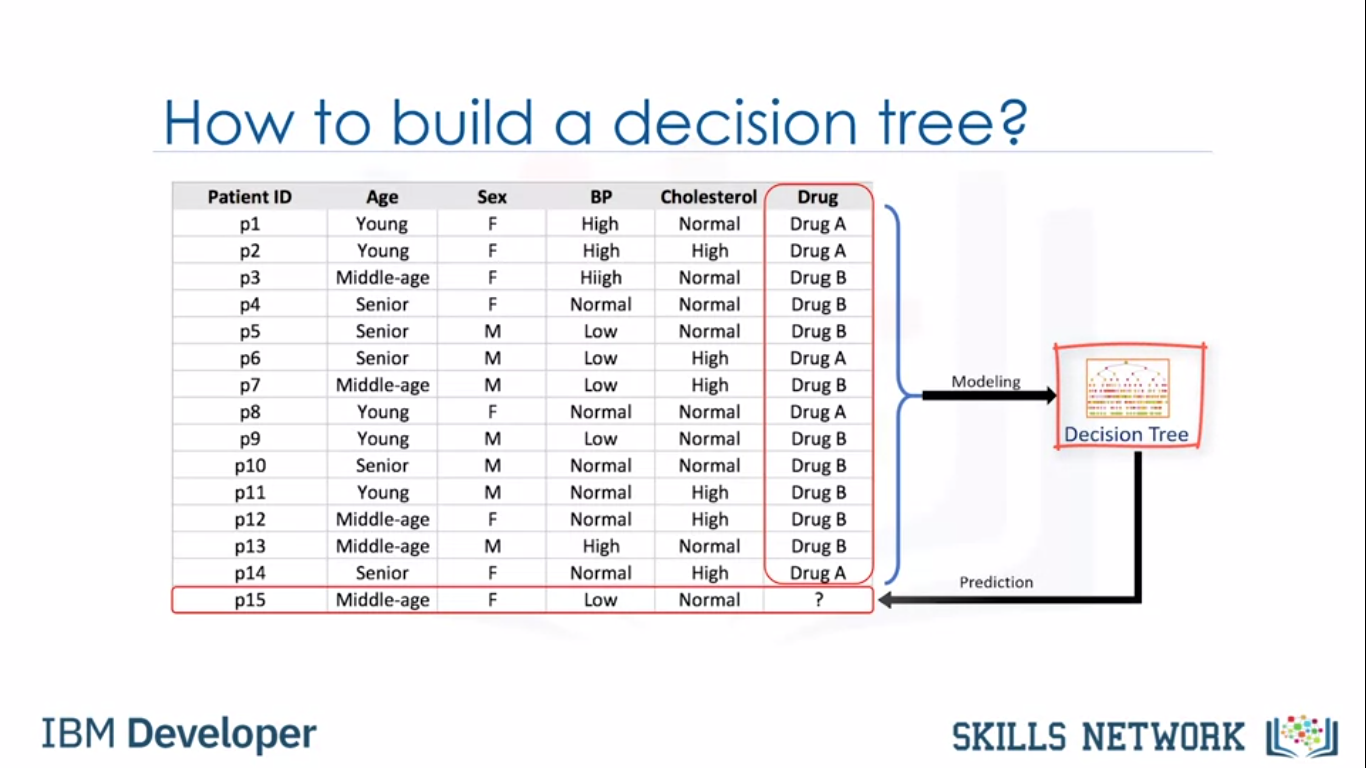 How to build a decision tree?
Patient ID Age Sex BP Cholesterol Drug
p1 Young F High Normal Drug A
p2 Young F High High Drug A
p3 Middle-age F Hiigh Normal Drug B
p4 Senior F Normal Normal Drug B
p5 Senior M Low Normal Drug B
p6 Senior M Low High Drug A
p7 Middle-age M Low High Drug B
p8 Young F Normal Normal Drug A
p9 Young M Low Normal Drug B
p10 Senior M Normal Normal Drug B
p11 Young M Normal High Drug B
p12 Middle-age F Normal High Drug B
p13 Middle-age M High Normal Drug B
p14 Senior F Normal High Drug A
p15 Middle-age F Low Normal ?
Modeling
Decision Tree
Prediction
IBM Developer
SKILLS NETWORK